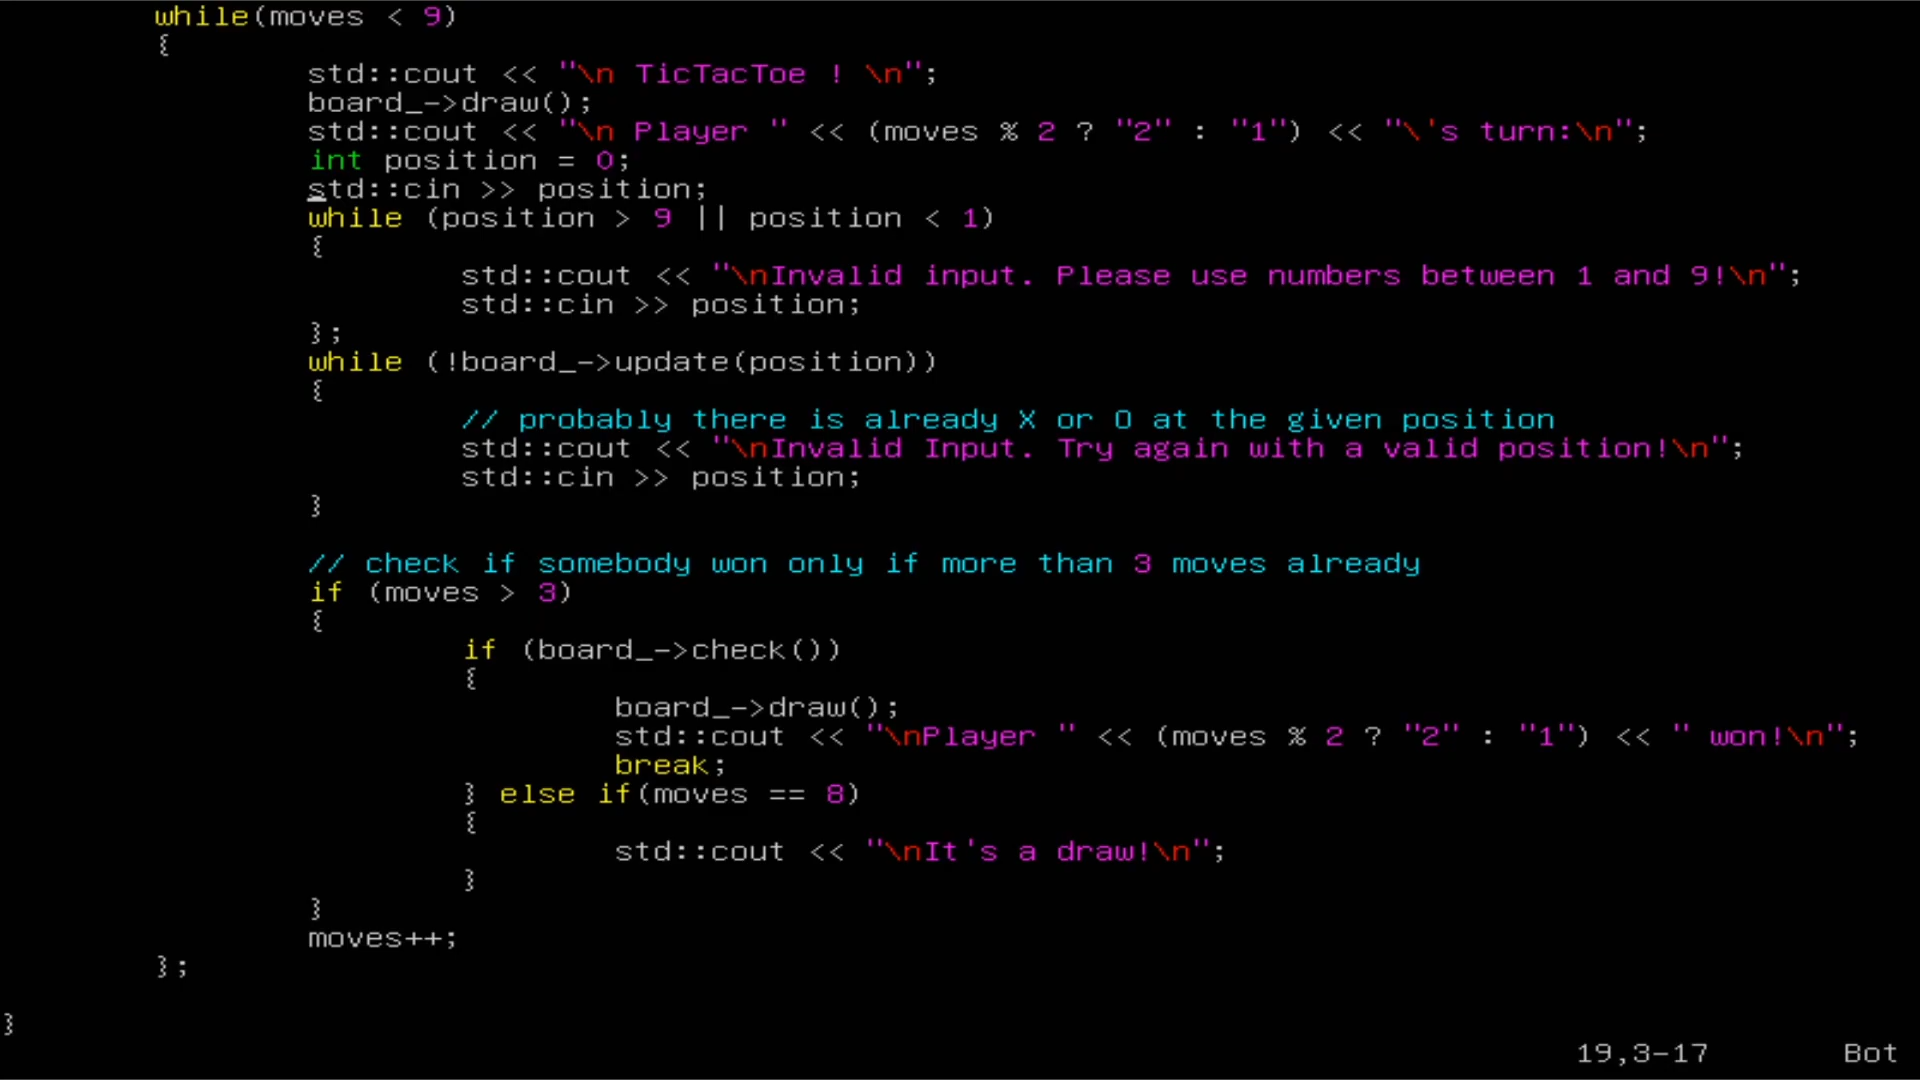 while(moves < 9)
{
std::cout << "\n TicTacToe ! \n";
board_->draw();
std::cout << "\n Player " << (moves % 2 ? "2" : "1") << "\'s turn:\n";
int position = 0;
std::cin >> position;
while (position > 9 || position < 1)
{
std::cout << "\nInvalid input. Please use numbers between 1 and 9!\n";
std::cin >> position;
};
while (!board_->update(position))
{
// probably there is already X or O at the given position
std::cout << "\nInvalid Input. Try again with a valid position!\n";
std::cin >> position;
}
// check if somebody won only if more than 3 moves already
if (moves > 3)
{
if (board_->check())
{
board_->draw();
std::cout << "\nPlayer " << (moves % 2 ? "2" : "1") << " won!\n";
break;
} else if(moves == 8)
{
std::cout << "\nIt's a draw!\n";
}
}
moves++;
};
}
19,3-17 Bot